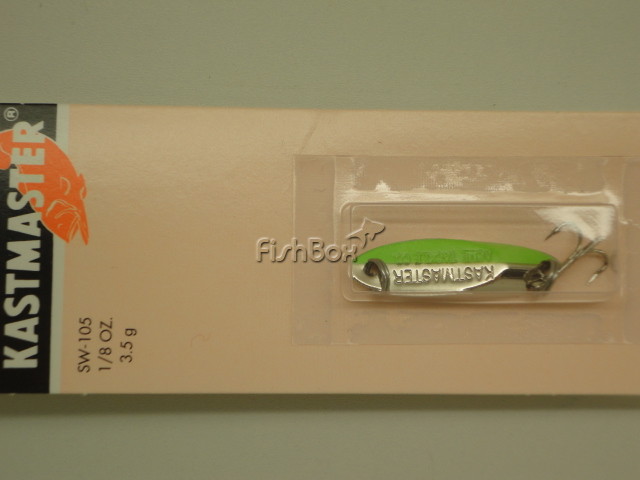 KASTMASTER®
SW-105
1/8 OZ.
3.5 g
FishBox
KASTMASTER